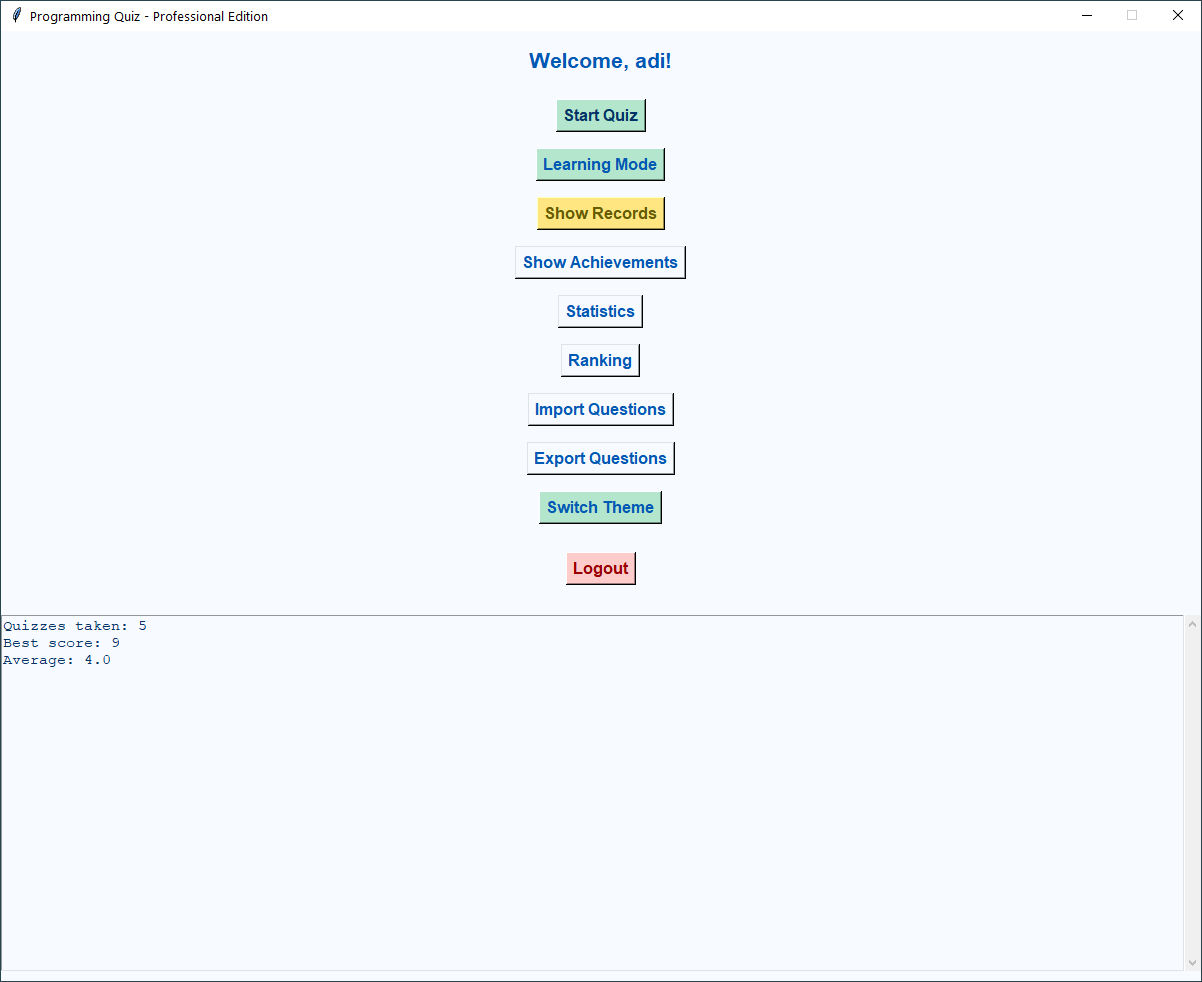 Programming Quiz - Professional Edition
Welcome, adi!
Start Quiz
Learning Mode
Show Records
Show Achievements
Statistics
Ranking
Import Questions
Export Questions
Switch Theme
Logout
Quizzes taken: 5
Best score: 9
Average: 4.0